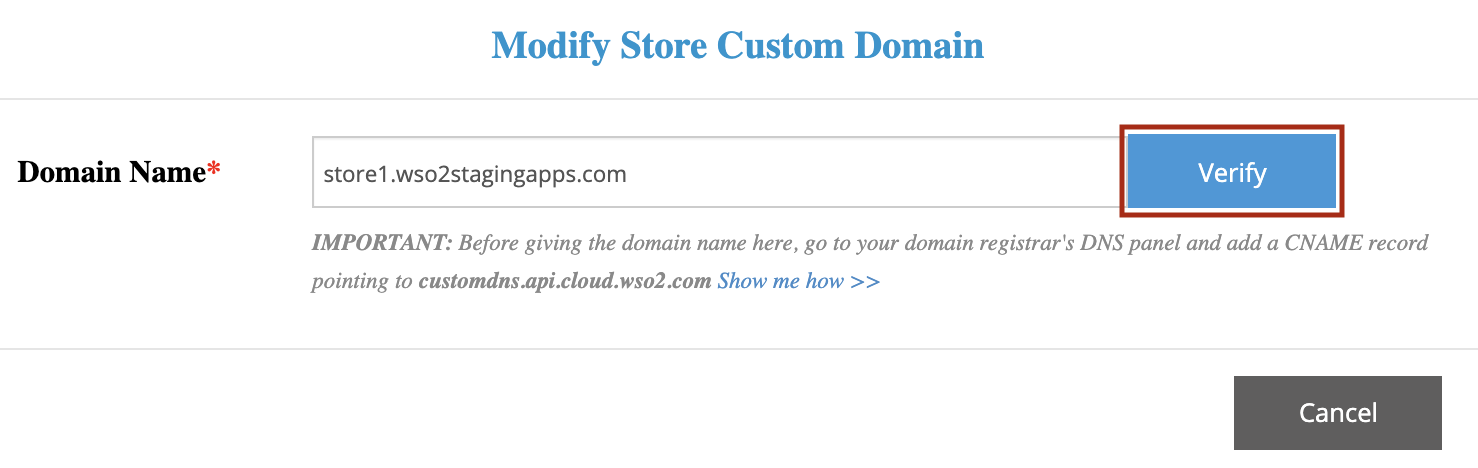 Modify Store Custom Domain
Domain Name*
store1.wso2stagingapps.com
Verify
IMPORTANT: Before giving the domain name here, go to your domain registrar's DNS panel and add a CNAME record
pointing to customdns.api.cloud.wso2.com Show me how >>
Cancel